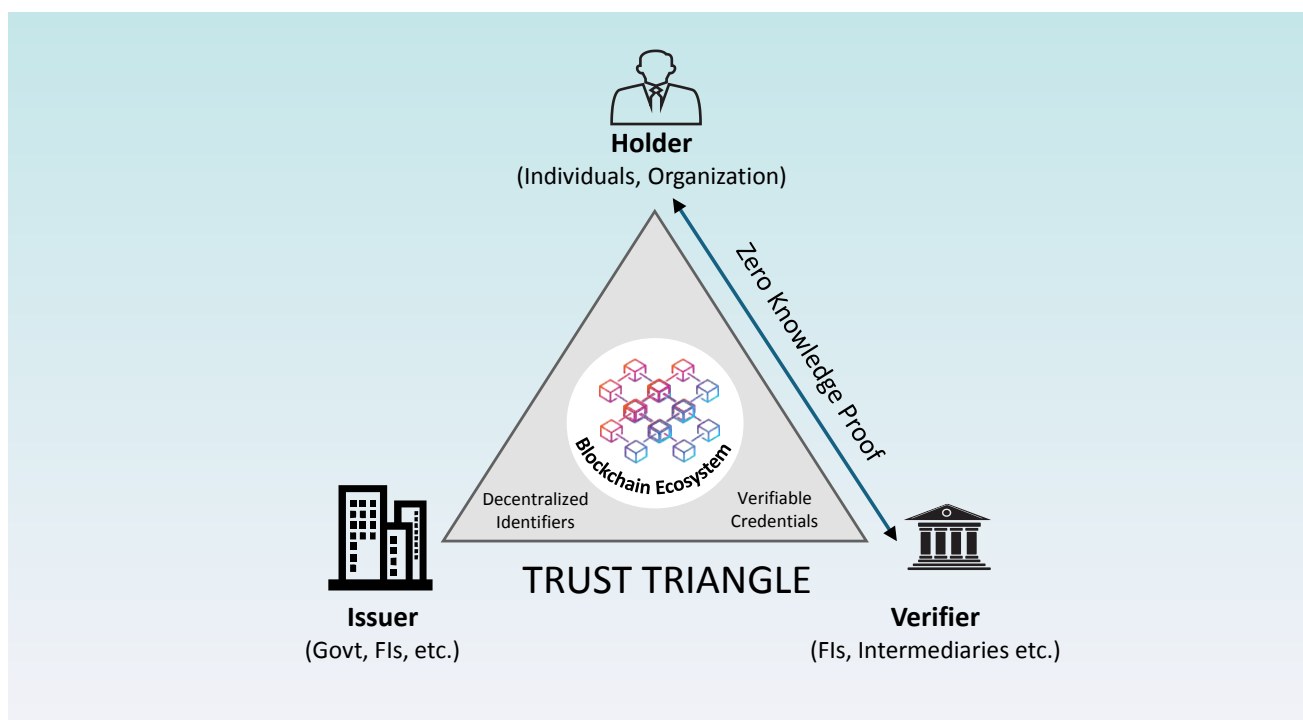 Holder
(Individuals, Organization)
Zero Knowledge Proof
Blockchain Ecosystem
Decentralized
Identifiers
Verifiable
Credentials
TRUST TRIANGLE
Issuer
(Govt, FIs, etc.)
Verifier
(FIs, Intermediaries etc.)